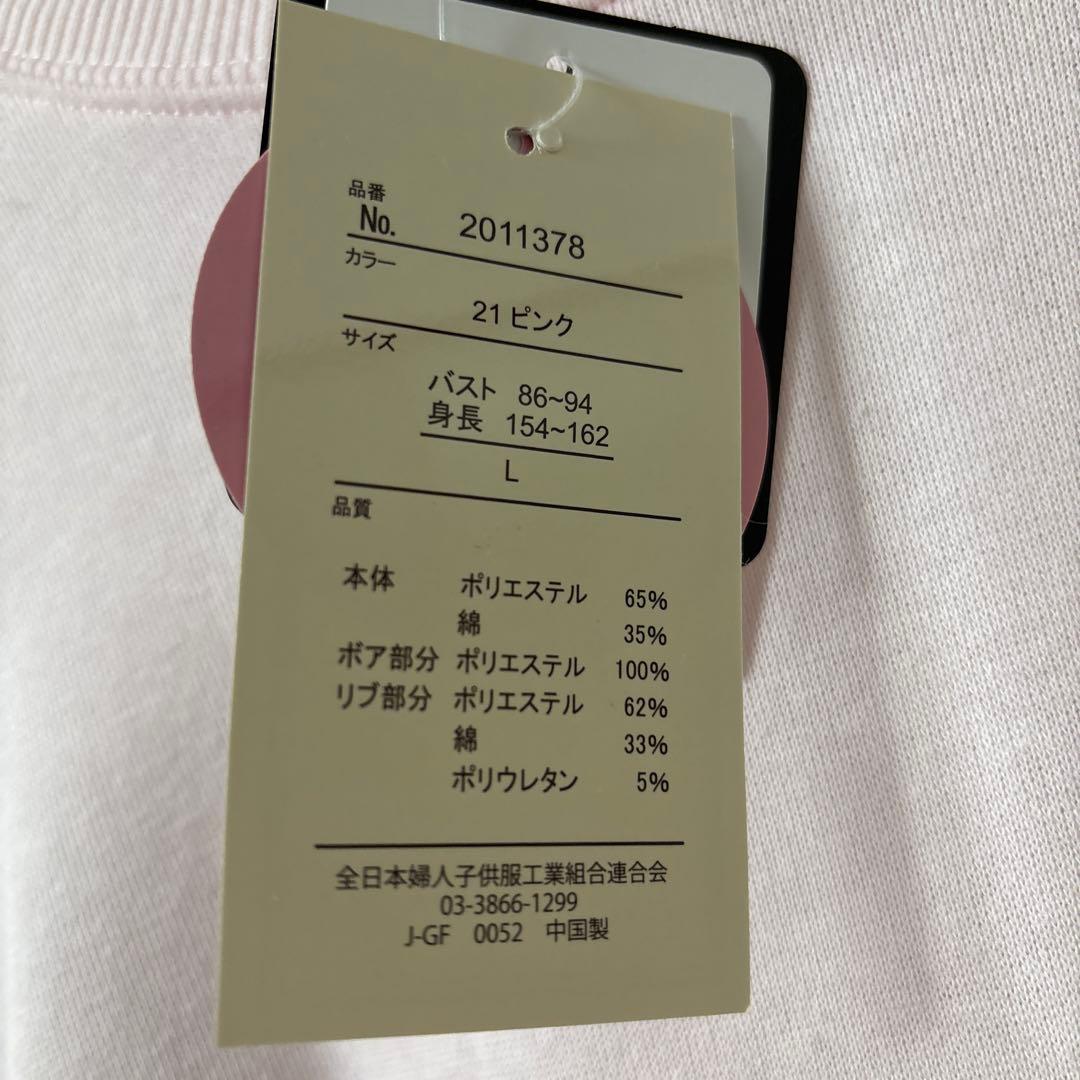 品番
No. 2011378
カラー
21 ピンク
サイズ
バスト 86~94
身長 154~162
L
品質
本体 ポリエステル 65%
綿 35%
ボア部分 ポリエステル 100%
リブ部分 ポリエステル 62%
綿 33%
ポリウレタン 5%
全日本婦人子供服工業組合連合会
03-3866-1299
J-GF 0052 中国製